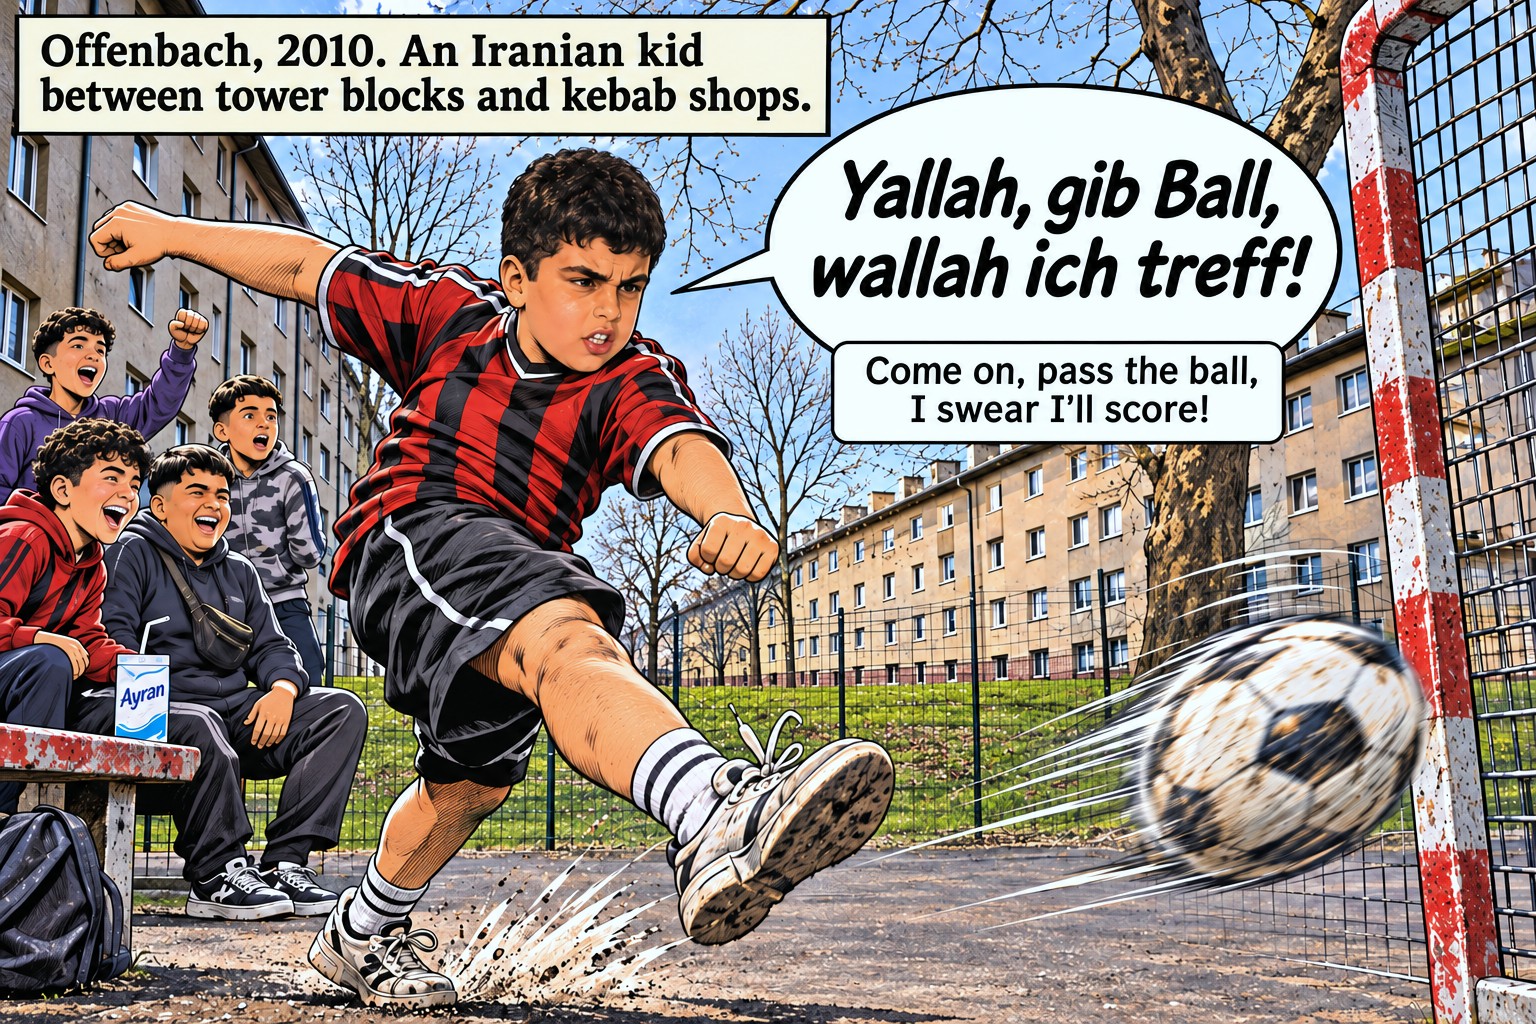 Offenbach, 2010. An Iranian kid
between tower blocks and kebab shops.
Yallah, gib Ball,
wallah ich treff!
Come on, pass the ball,
I swear I'll score!
Ayran